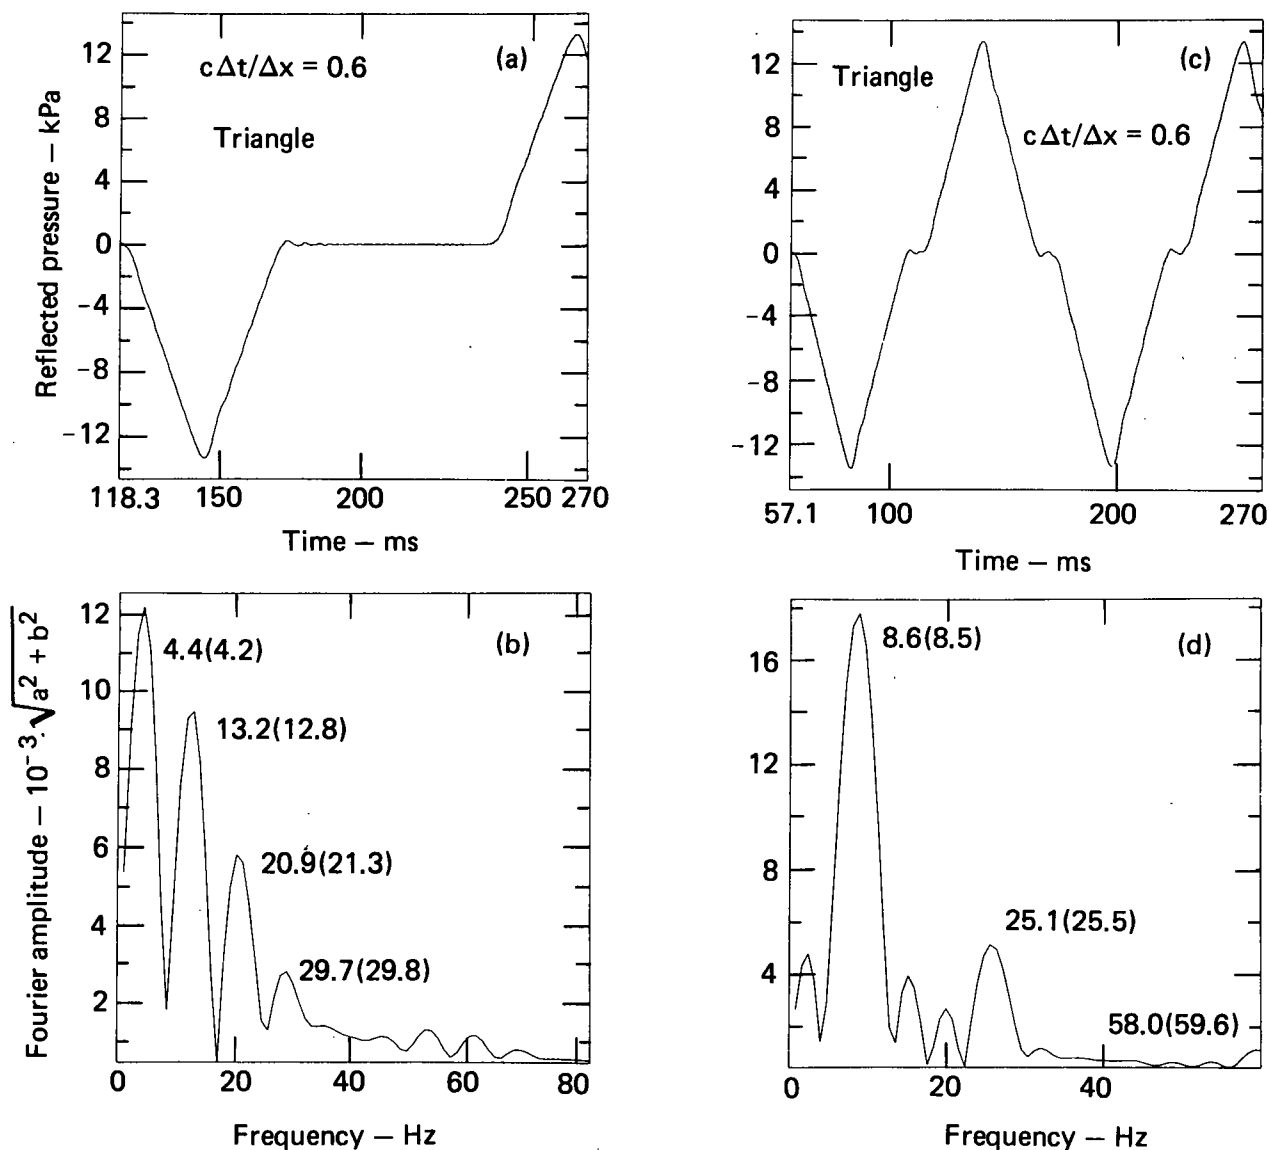 12
8
4
0
−4
−8
−12
Reflected pressure — kPa
cΔt/Δx = 0.6
(a)
Triangle
118.3 150 200 250 270
Time — ms
12
8
4
0
−4
−8
−12
Triangle
(c)
cΔt/Δx = 0.6
57.1 100 200 270
Time — ms
12
10
8
6
4
2
Fourier amplitude — 10⁻³·√a² + b²
4.4(4.2)
(b)
13.2(12.8)
20.9(21.3)
29.7(29.8)
0 20 40 60 80
Frequency — Hz
16
12
8
4
8.6(8.5)
(d)
25.1(25.5)
58.0(59.6)
0 20 40
Frequency — Hz